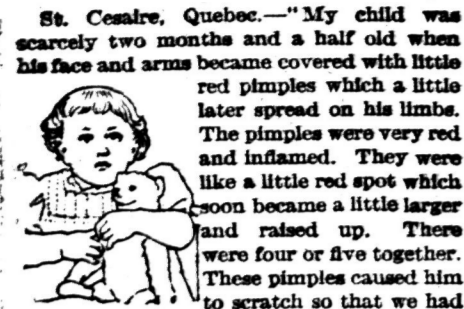 St. Cesaire, Quebec.—"My child was
scarcely two months and a half old when
his face and arms became covered with little
red pimples which a little
later spread on his limbs.
The pimples were very red
and inflamed. They were
like a little red spot which
soon became a little larger
and raised up. There
were four or five together.
These pimples caused him
to scratch so that we had